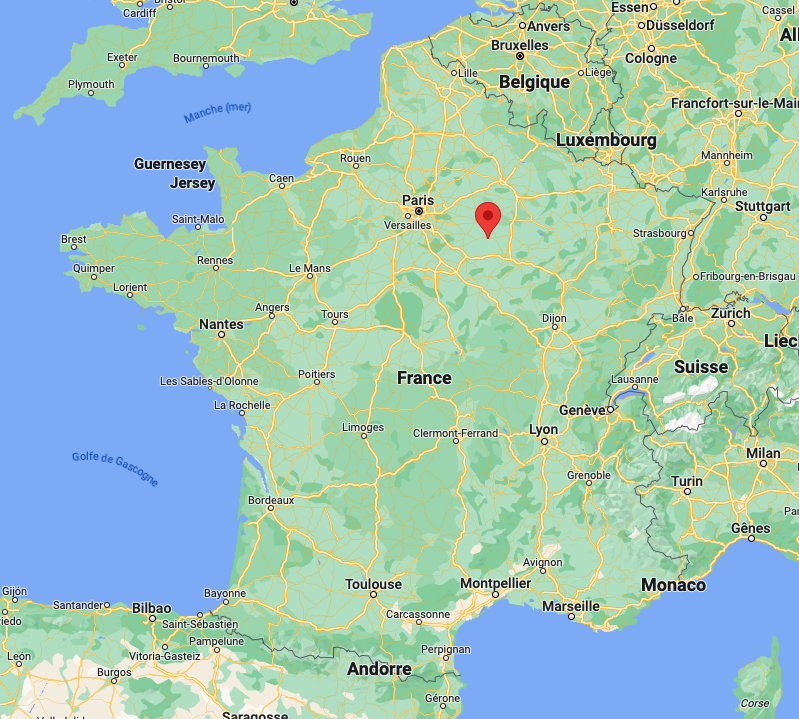 Cardiff
Bristol
Essen
Cassel
Anvers
Düsseldorf
Exeter
Bournemouth
Bruxelles
Cologne
Plymouth
Lille
Belgique
Liège
Manche (mer)
Francfort-sur-le-Mai
Luxembourg
Guernesey
Rouen
Mannheim
Jersey
Caen
Karlsruhe
Paris
Stuttgart
Saint-Malo
Versailles
Strasbourg
Brest
Rennes
Quimper
Le Mans
Fribourg-en-Brisgau
Lorient
Angers
Tours
Dijon
Bâle
Zurich
Nantes
Liec
Suisse
Les Sables-d'Olonne
Poitiers
France
Lausanne
La Rochelle
Genève
Limoges
Clermont-Ferrand
Lyon
Golfe de Gascogne
Milan
Grenoble
Turin
Bordeaux
Gênes
Avignon
Gijón
Bayonne
Toulouse
Montpellier
Monaco
Santander
Bilbao
Marseille
Saint-Sébastien
Carcassonne
Pampelune
Perpignan
León
Vitoria-Gasteiz
Andorre
Burgos
Gérone
Corse
Saragosse